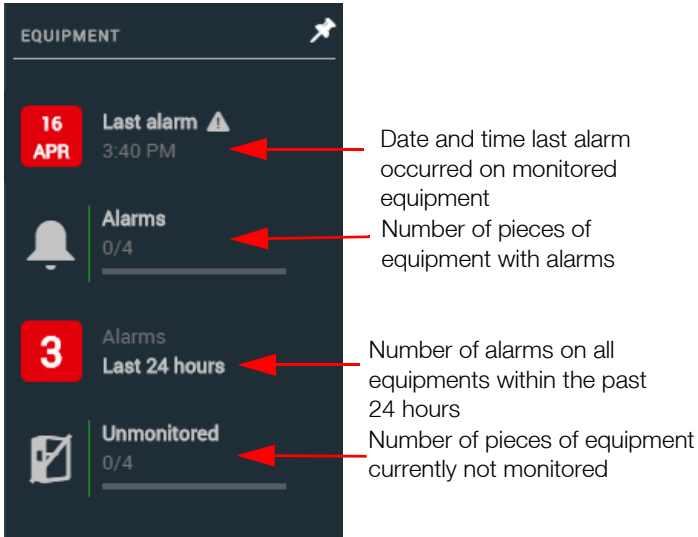 EQUIPMENT
16
APR
Last alarm
3:40 PM
Date and time last alarm
occurred on monitored
equipment
Alarms
0/4
Number of pieces of
equipment with alarms
3
Alarms
Last 24 hours
Number of alarms on all
equipments within the past
24 hours
Unmonitored
0/4
Number of pieces of equipment
currently not monitored